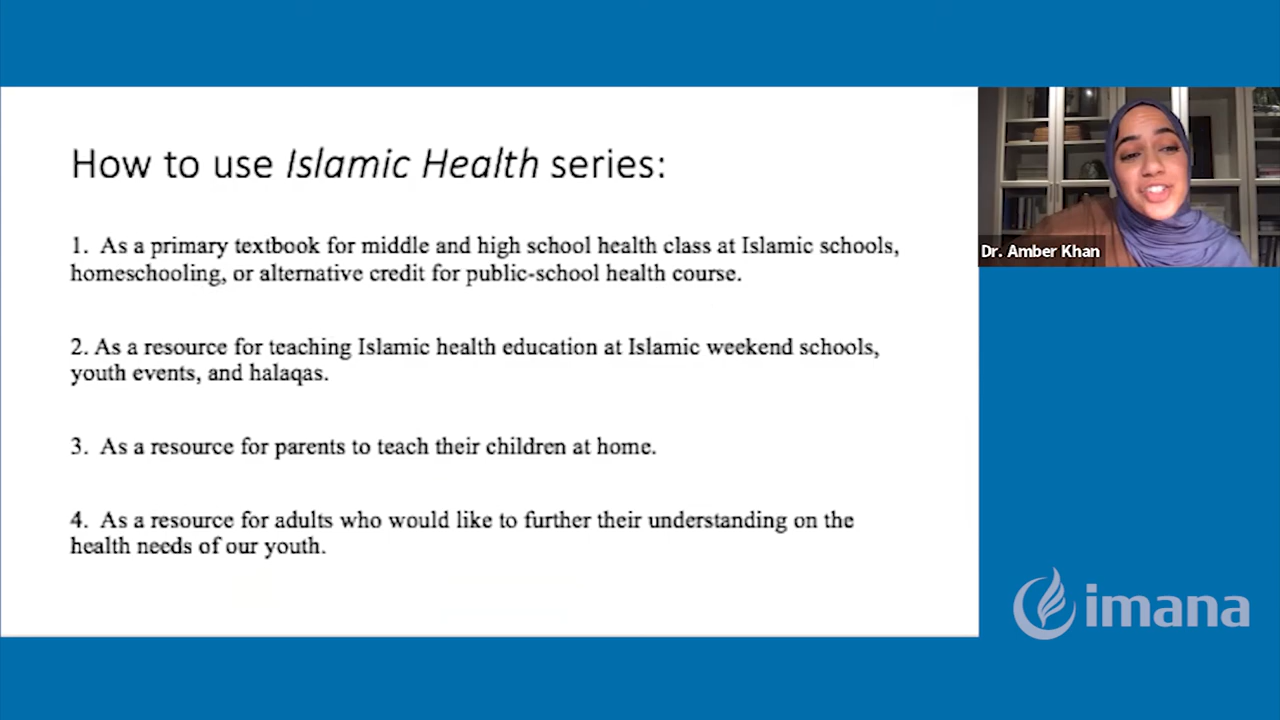 How to use Islamic Health series:
1. As a primary textbook for middle and high school health class at Islamic schools,
homeschooling, or alternative credit for public-school health course.
2. As a resource for teaching Islamic health education at Islamic weekend schools,
youth events, and halaqas.
3. As a resource for parents to teach their children at home.
4. As a resource for adults who would like to further their understanding on the
health needs of our youth.
Dr. Amber Khan
imana